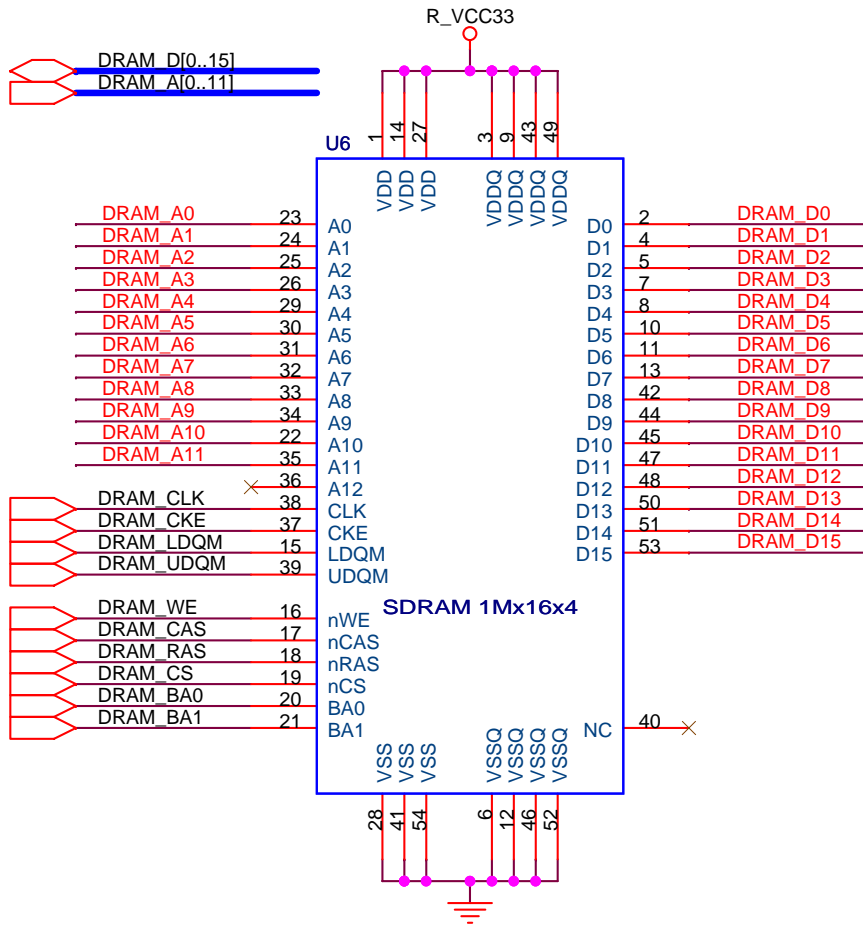 R_VCC33
DRAM_D[0..15]
DRAM_A[0..11]
U6
1 14 27 3 9 43 49
VDD VDD VDD VDDQ VDDQ VDDQ VDDQ
DRAM_A0 23 A0 D0 2 DRAM_D0
DRAM_A1 24 A1 D1 4 DRAM_D1
DRAM_A2 25 A2 D2 5 DRAM_D2
DRAM_A3 26 A3 D3 7 DRAM_D3
DRAM_A4 29 A4 D4 8 DRAM_D4
DRAM_A5 30 A5 D5 10 DRAM_D5
DRAM_A6 31 A6 D6 11 DRAM_D6
DRAM_A7 32 A7 D7 13 DRAM_D7
DRAM_A8 33 A8 D8 42 DRAM_D8
DRAM_A9 34 A9 D9 44 DRAM_D9
DRAM_A10 22 A10 D10 45 DRAM_D10
DRAM_A11 35 A11 D11 47 DRAM_D11
36 A12 D12 48 DRAM_D12
DRAM_CLK 38 CLK D13 50 DRAM_D13
DRAM_CKE 37 CKE D14 51 DRAM_D14
DRAM_LDQM 15 LDQM D15 53 DRAM_D15
DRAM_UDQM 39 UDQM
SDRAM 1Mx16x4
DRAM_WE 16 nWE
DRAM_CAS 17 nCAS
DRAM_RAS 18 nRAS
DRAM_CS 19 nCS
DRAM_BA0 20 BA0
DRAM_BA1 21 BA1 NC 40
VSS VSS VSS VSSQ VSSQ VSSQ VSSQ
28 41 54 6 12 46 52